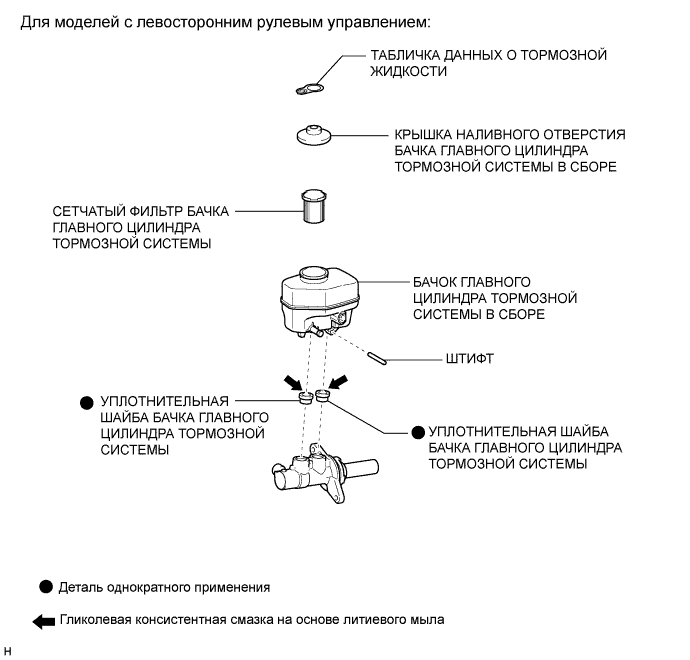 Для моделей с левосторонним рулевым управлением:
ТАБЛИЧКА ДАННЫХ О ТОРМОЗНОЙ
ЖИДКОСТИ
КРЫШКА НАЛИВНОГО ОТВЕРСТИЯ
БАЧКА ГЛАВНОГО ЦИЛИНДРА
ТОРМОЗНОЙ СИСТЕМЫ В СБОРЕ
СЕТЧАТЫЙ ФИЛЬТР БАЧКА
ГЛАВНОГО ЦИЛИНДРА
ТОРМОЗНОЙ СИСТЕМЫ
БАЧОК ГЛАВНОГО
ЦИЛИНДРА ТОРМОЗНОЙ
СИСТЕМЫ В СБОРЕ
ШТИФТ
УПЛОТНИТЕЛЬНАЯ
ШАЙБА БАЧКА ГЛАВНОГО
ЦИЛИНДРА ТОРМОЗНОЙ
СИСТЕМЫ
УПЛОТНИТЕЛЬНАЯ ШАЙБА
БАЧКА ГЛАВНОГО ЦИЛИНДРА
ТОРМОЗНОЙ СИСТЕМЫ
Деталь однократного применения
Гликолевая консистентная смазка на основе литиевого мыла
H